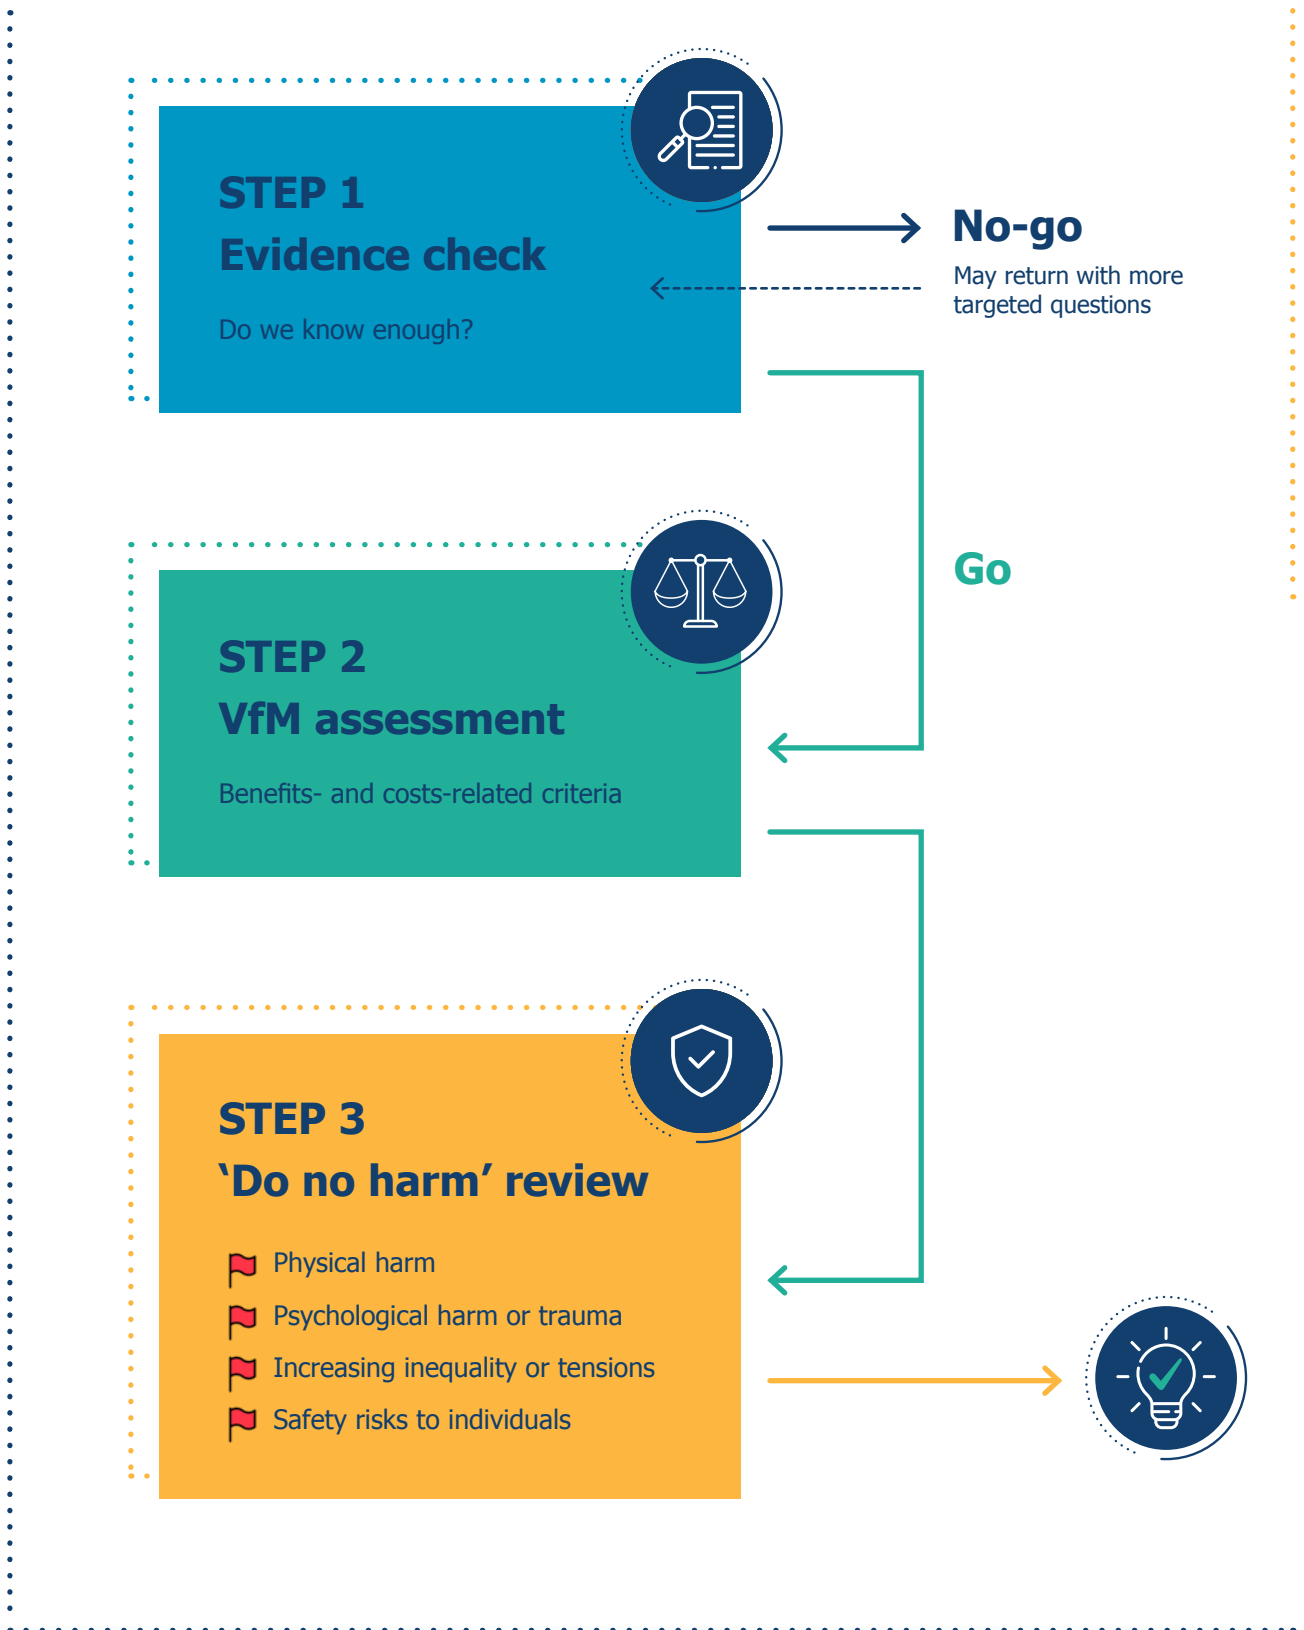 STEP 1
Evidence check
Do we know enough?
No-go
May return with more
targeted questions
Go
STEP 2
VfM assessment
Benefits- and costs-related criteria
STEP 3
‘Do no harm’ review
Physical harm
Psychological harm or trauma
Increasing inequality or tensions
Safety risks to individuals